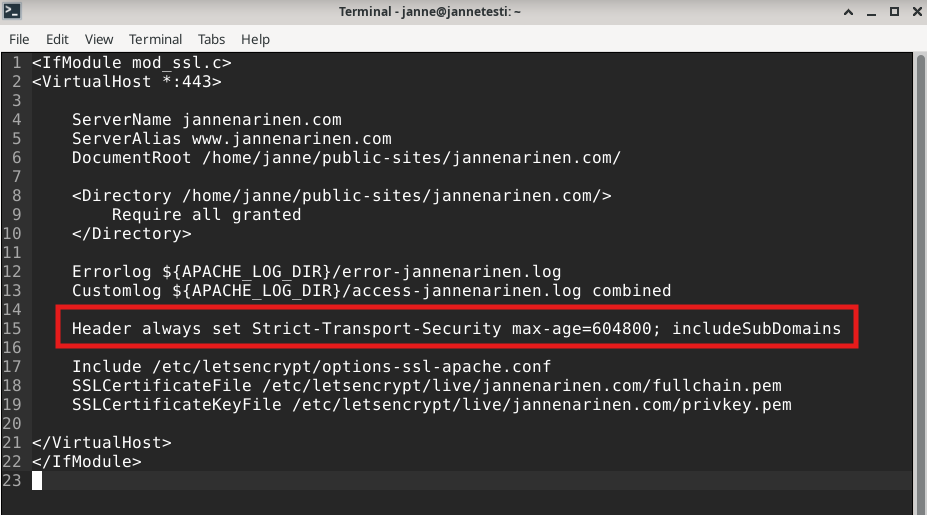 Terminal - janne@jannetesti: ~
File Edit View Terminal Tabs Help
1 <IfModule mod_ssl.c>
2 <VirtualHost *:443>
3
4     ServerName jannenarinen.com
5     ServerAlias www.jannenarinen.com
6     DocumentRoot /home/janne/public-sites/jannenarinen.com/
7
8     <Directory /home/janne/public-sites/jannenarinen.com/>
9         Require all granted
10     </Directory>
11
12     Errorlog ${APACHE_LOG_DIR}/error-jannenarinen.log
13     Customlog ${APACHE_LOG_DIR}/access-jannenarinen.log combined
14
15     Header always set Strict-Transport-Security max-age=604800; includeSubDomains
16
17     Include /etc/letsencrypt/options-ssl-apache.conf
18     SSLCertificateFile /etc/letsencrypt/live/jannenarinen.com/fullchain.pem
19     SSLCertificateKeyFile /etc/letsencrypt/live/jannenarinen.com/privkey.pem
20
21 </VirtualHost>
22 </IfModule>
23